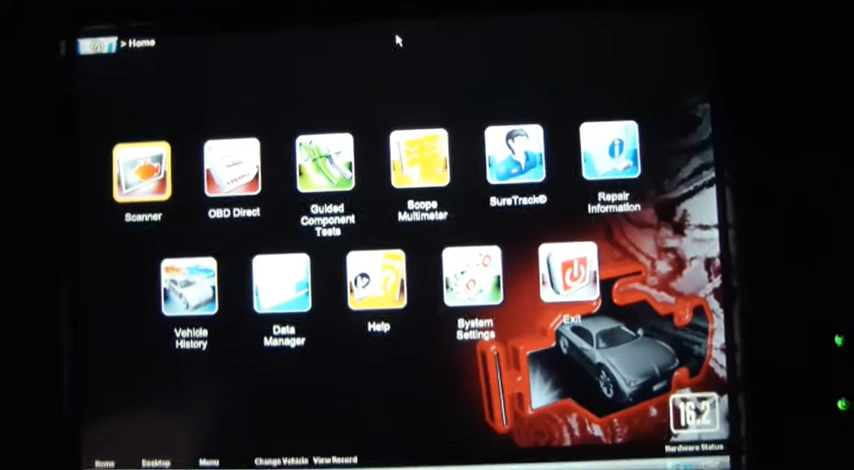 > Home
Scanner
OBD Direct
Guided
Component
Tests
Scope
Multimeter
SureTrack®
Repair
Information
Vehicle
History
Data
Manager
Help
System
Settings
Exit
16.2
Hardware Status
Home
Desktop
Menu
Change Vehicle
View Record